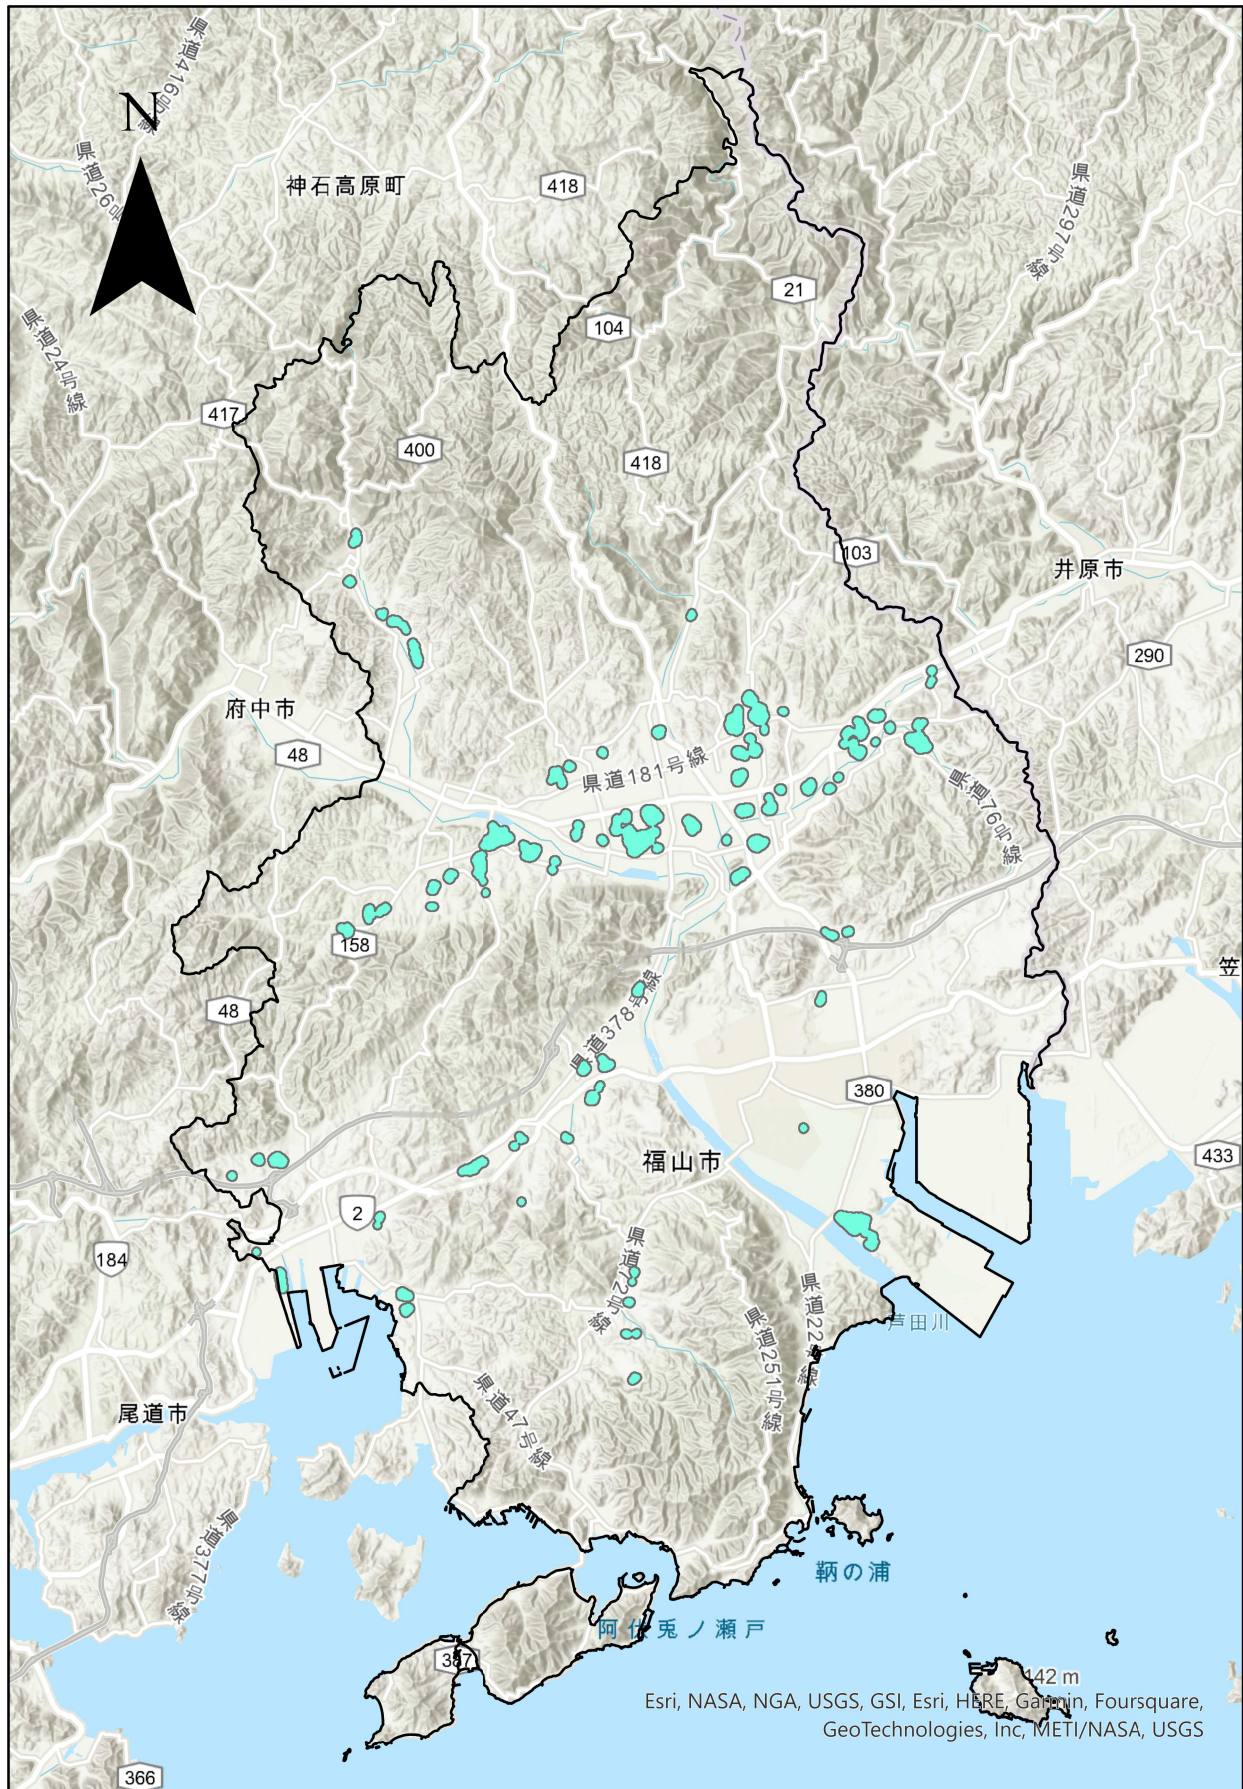 県道416号線
N
県道26号
神石高原町
418
県道297号線
21
県道24号線
104
417
400
418
103
井原市
290
府中市
48
県道181号線
県道76号線
158
笠
48
県道378号線
380
福山市
433
2
184
県道72号線
県道22号線
芦田川
県道251号線
県道47号線
尾道市
県道377号線
鞆の浦
阿伏兎ノ瀬戸
387
142 m
Esri, NASA, NGA, USGS, GSI, Esri, HERE, Garmin, Foursquare,
GeoTechnologies, Inc, METI/NASA, USGS
366